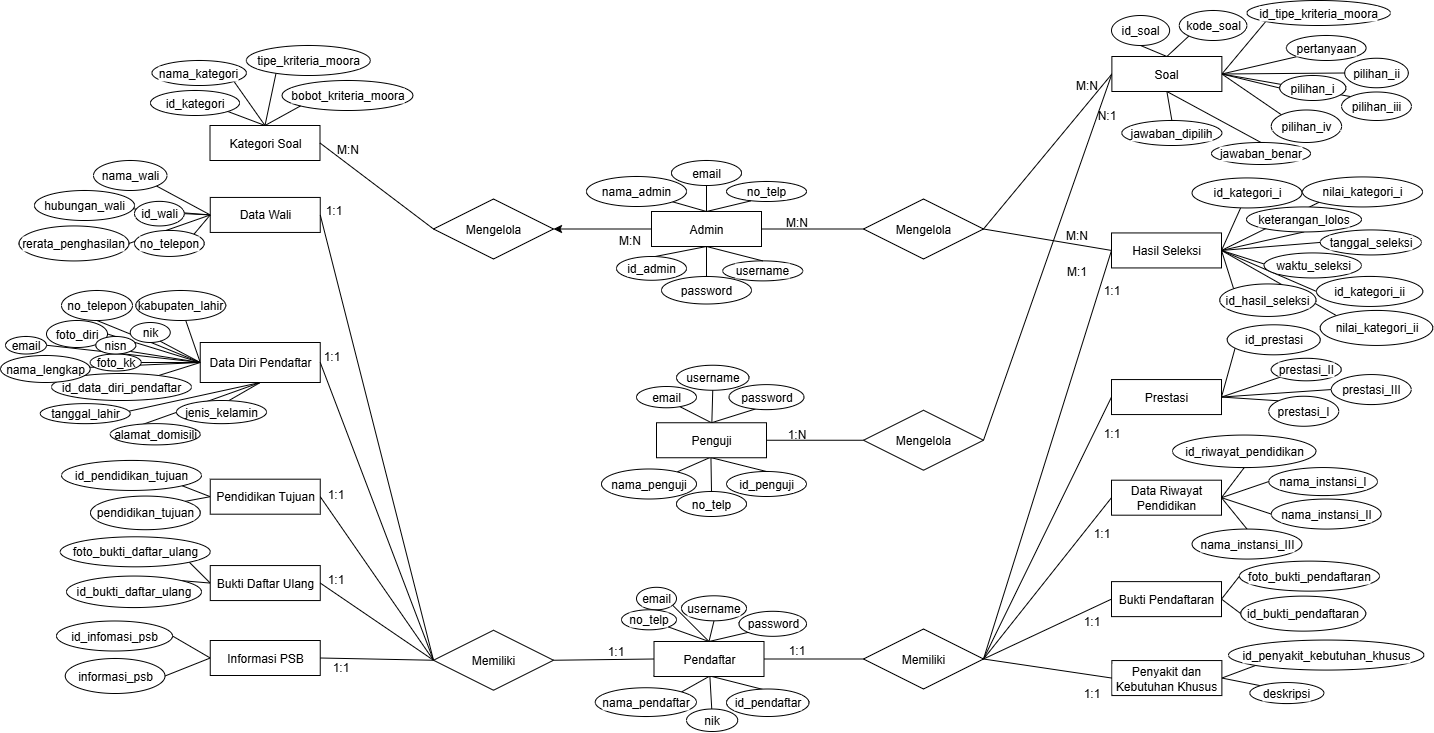 id_soal
kode_soal
id_tipe_kriteria_moora
Soal
pertanyaan
pilihan_ii
pilihan_i
pilihan_iii
pilihan_iv
jawaban_dipilih
jawaban_benar
M:N
N:1
nama_kategori
tipe_kriteria_moora
id_kategori
bobot_kriteria_moora
Kategori Soal
M:N
nama_wali
hubungan_wali
id_wali
rerata_penghasilan
no_telepon
Data Wali
1:1
Mengelola
email
nama_admin
no_telp
Admin
M:N
M:N
id_admin
username
password
Mengelola
M:N
M:1
1:1
Hasil Seleksi
id_kategori_i
nilai_kategori_i
keterangan_lolos
tanggal_seleksi
waktu_seleksi
id_kategori_ii
id_hasil_seleksi
nilai_kategori_ii
no_telepon
kabupaten_lahir
foto_diri
nik
email
nisn
nama_lengkap
foto_kk
id_data_diri_pendaftar
tanggal_lahir
jenis_kelamin
alamat_domisili
Data Diri Pendaftar
1:1
username
email
password
Penguji
1:N
nama_penguji
id_penguji
no_telp
Mengelola
id_prestasi
prestasi_II
prestasi_III
prestasi_I
Prestasi
1:1
id_pendidikan_tujuan
pendidikan_tujuan
Pendidikan Tujuan
1:1
id_riwayat_pendidikan
nama_instansi_I
nama_instansi_II
nama_instansi_III
Data Riwayat
Pendidikan
1:1
foto_bukti_daftar_ulang
id_bukti_daftar_ulang
Bukti Daftar Ulang
1:1
foto_bukti_pendaftaran
id_bukti_pendaftaran
Bukti Pendaftaran
1:1
id_infomasi_psb
informasi_psb
Informasi PSB
1:1
Memiliki
1:1
email
username
no_telp
password
Pendaftar
1:1
nama_pendaftar
id_pendaftar
nik
Memiliki
1:1
Penyakit dan
Kebutuhan Khusus
id_penyakit_kebutuhan_khusus
deskripsi